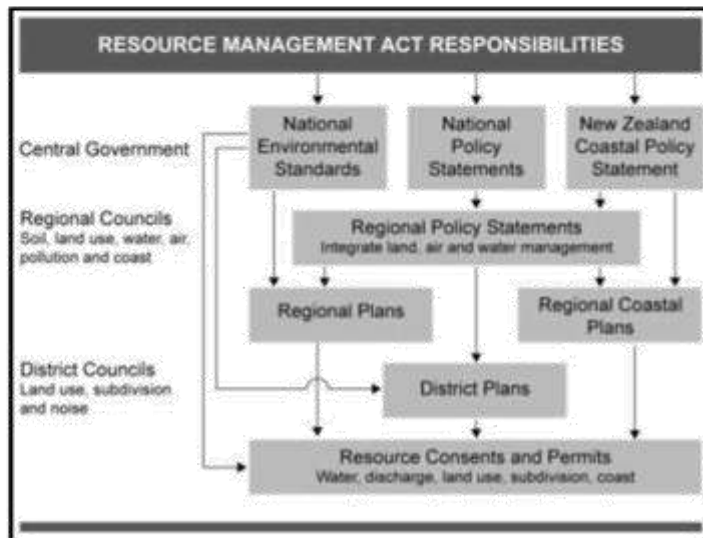 RESOURCE MANAGEMENT ACT RESPONSIBILITIES
Central Government
National
Environmental
Standards
National
Policy
Statements
New Zealand
Coastal Policy
Statement
Regional Councils
Soil, land use, water, air,
pollution and coast
Regional Policy Statements
Integrate land, air and water management
Regional Plans
Regional Coastal
Plans
District Councils
Land use, subdivision
and noise
District Plans
Resource Consents and Permits
Water, discharge, land use, subdivision, coast